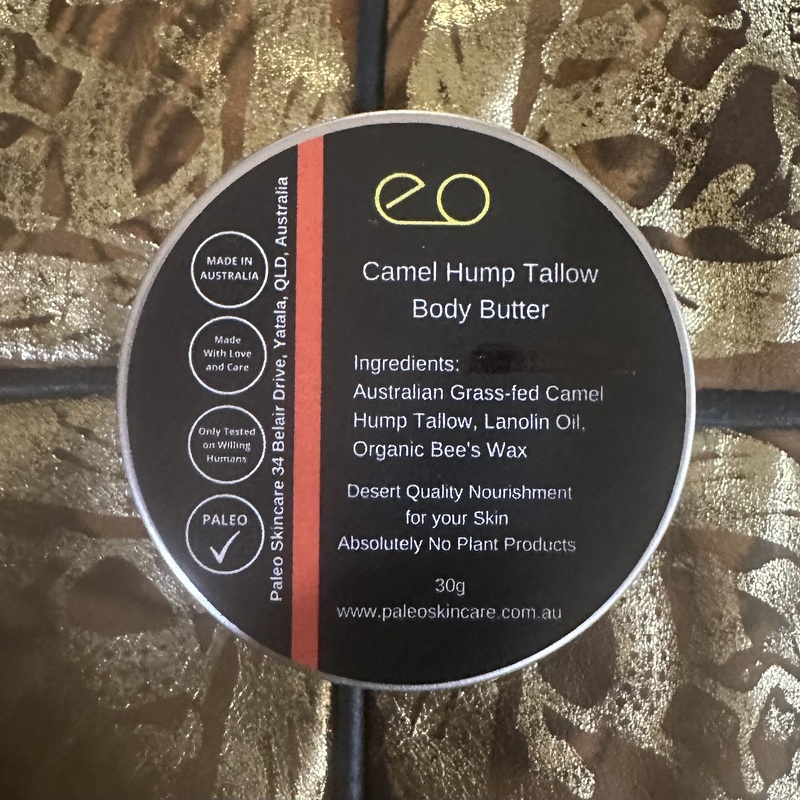 MADE IN
AUSTRALIA
Made
With Love
and Care
Only Tested
on Willing
Humans
PALEO
Paleo Skincare 34 Belair Drive, Yatala, QLD, Australia
eo
Camel Hump Tallow
Body Butter
Ingredients:
Australian Grass-fed Camel
Hump Tallow, Lanolin Oil.
Organic Bee's Wax
Desert Quality Nourishment
for your Skin
Absolutely No Plant Products
30g
www.paleoskincare.com.au